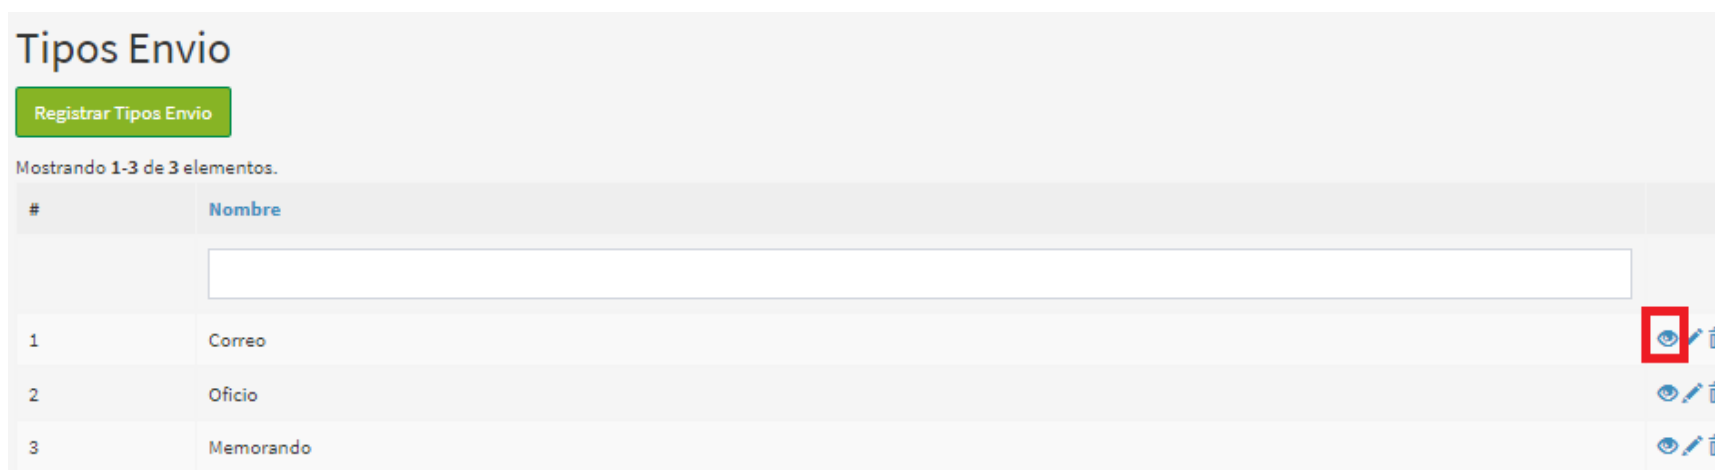 Tipos Envio
Registrar Tipos Envio
Mostrando 1-3 de 3 elementos.
# Nombre
1 Correo
2 Oficio
3 Memorando